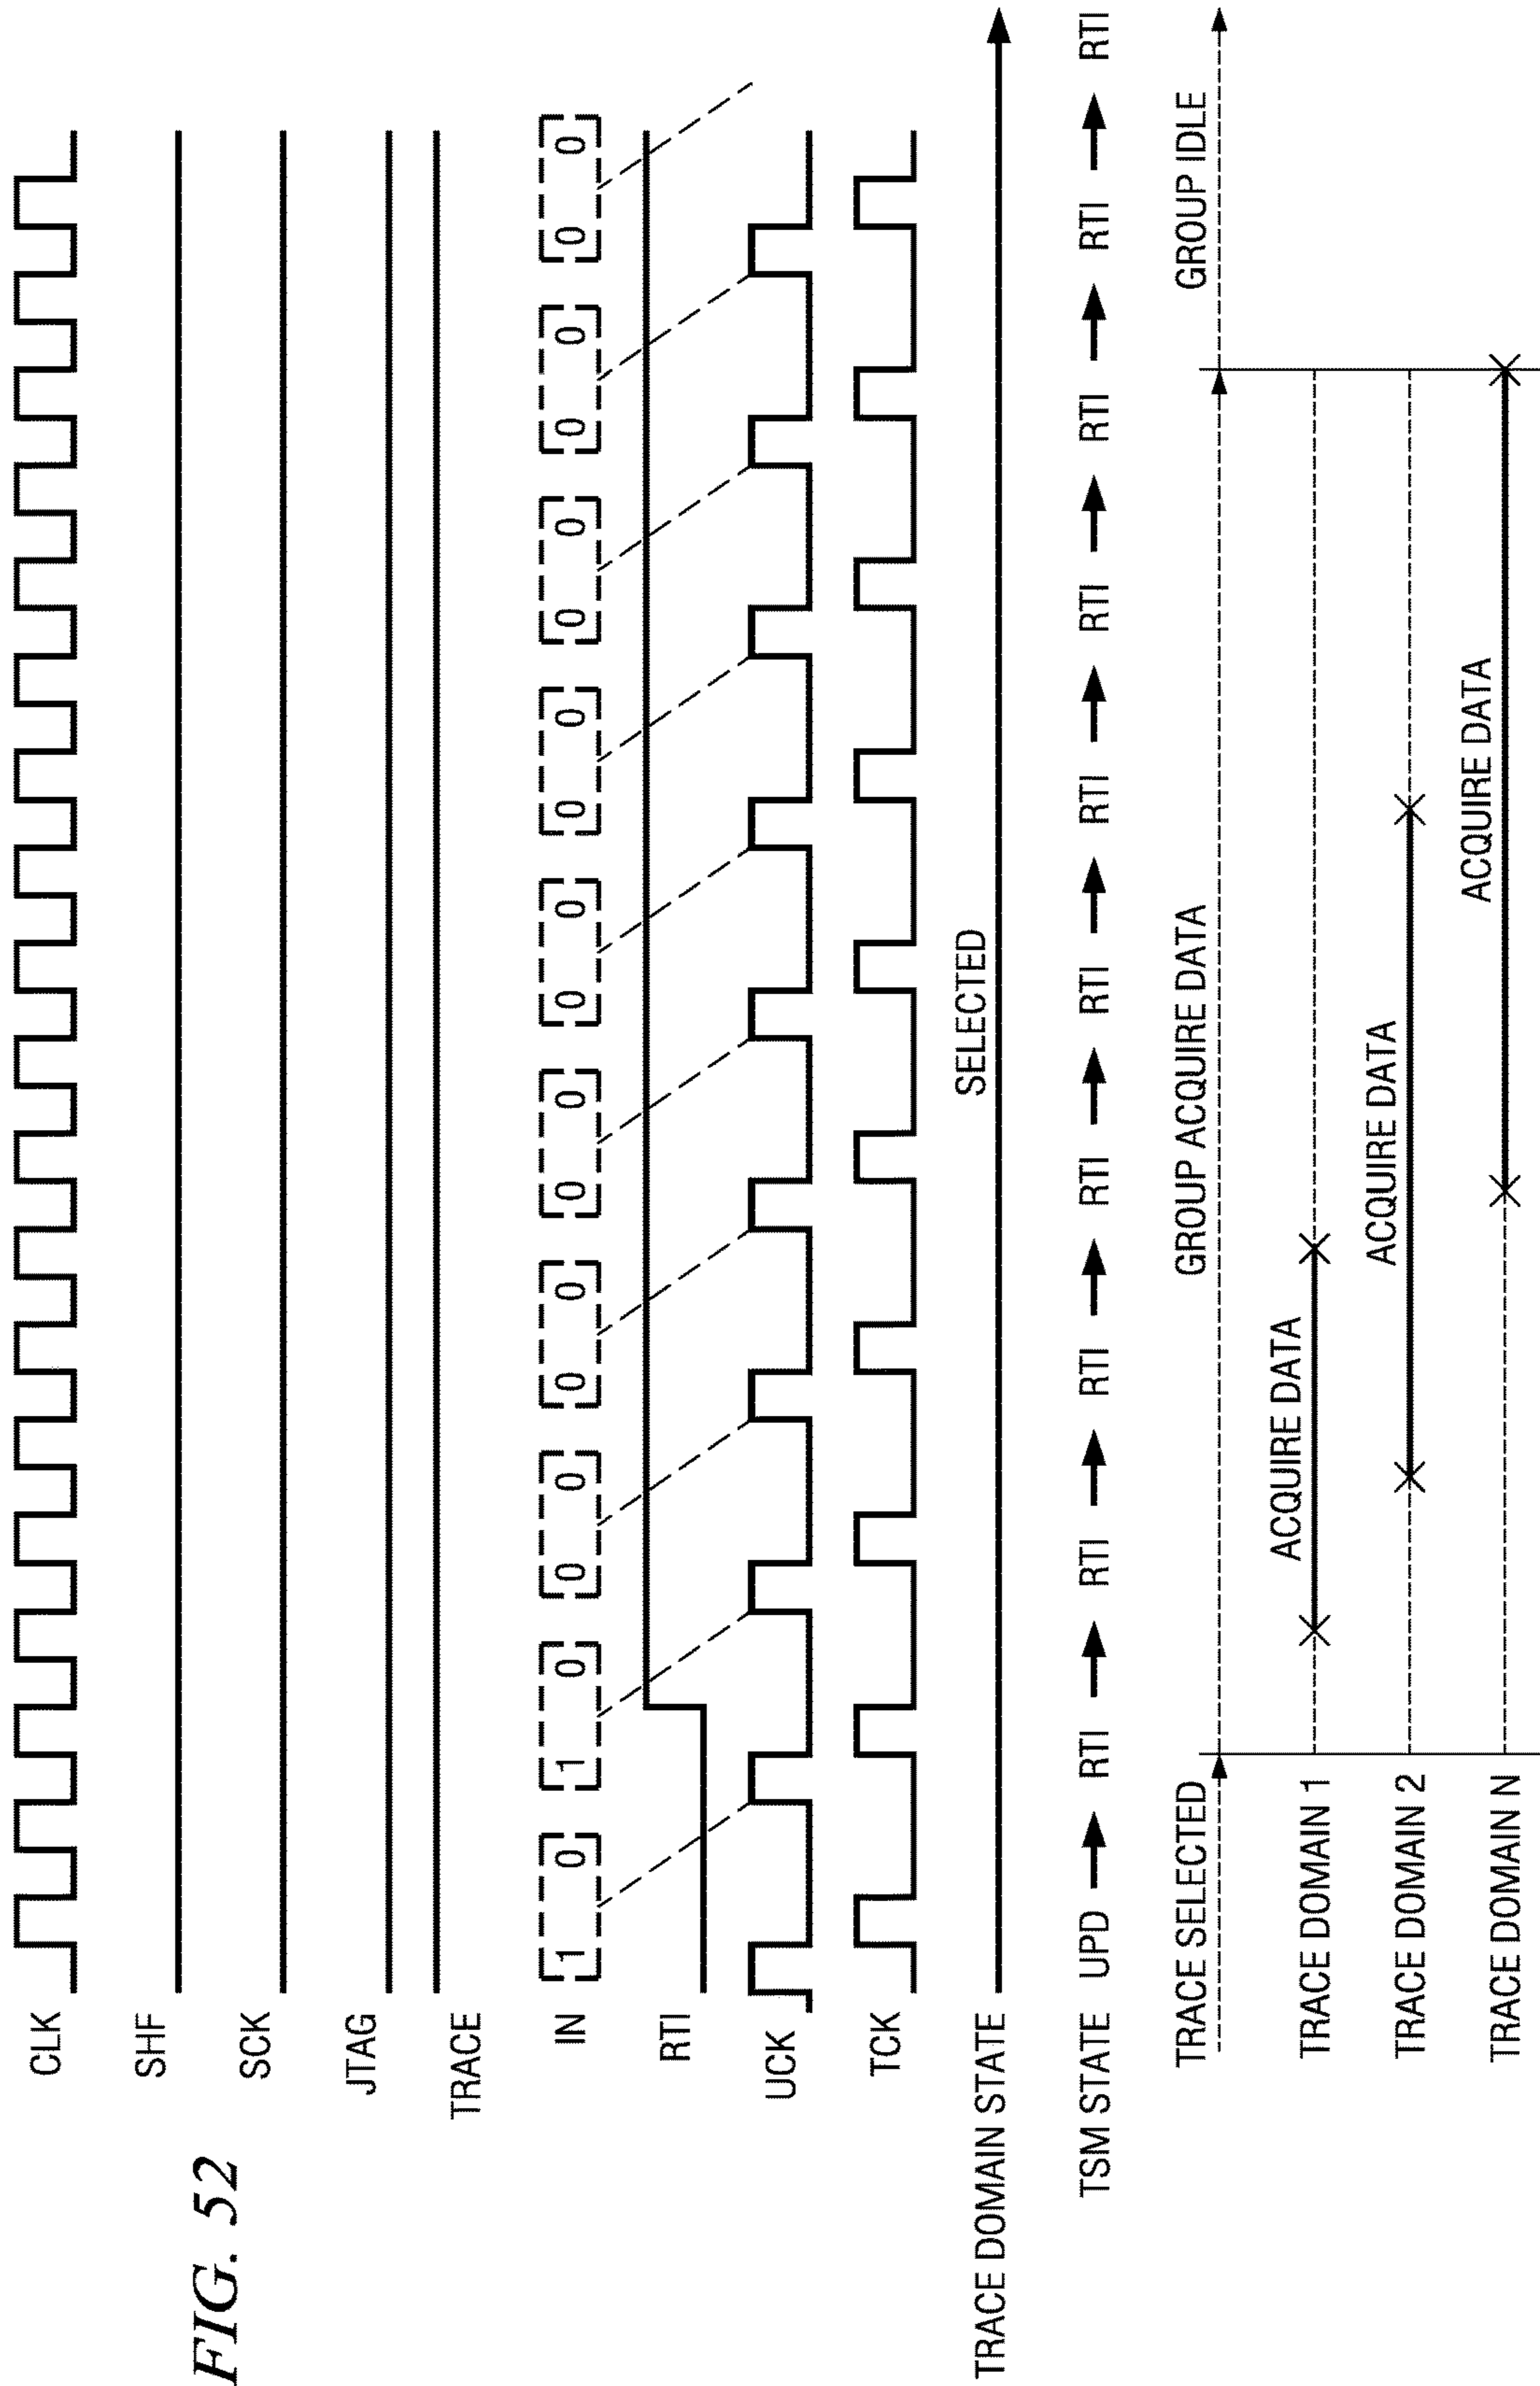 FIG. 52
CLK
SHF
SCK
JTAG
TRACE
IN 1 0 1 0 0 0 0 0 0 0 0 0 0 0 0 0 0 0 0 0
RTI
UCK
TCK
SELECTED
TRACE DOMAIN STATE
TSM STATE UPD → RTI → RTI → RTI → RTI → RTI → RTI → RTI → RTI → RTI → RTI
TRACE SELECTED GROUP ACQUIRE DATA GROUP IDLE
ACQUIRE DATA
TRACE DOMAIN 1
ACQUIRE DATA
TRACE DOMAIN 2
ACQUIRE DATA
TRACE DOMAIN N